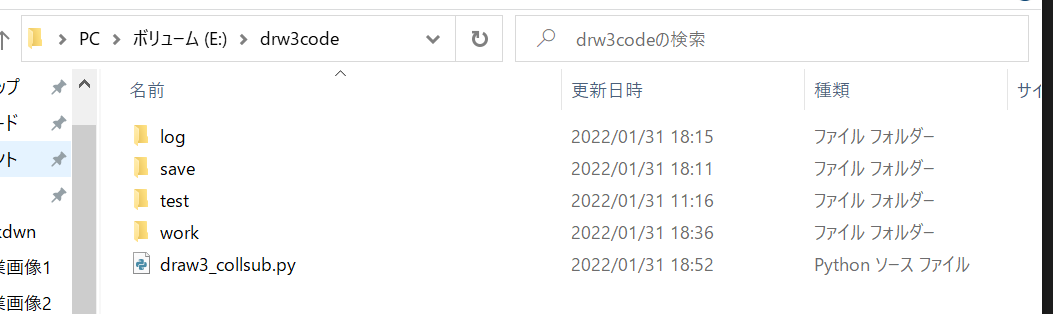 PC > ボリューム (E:) > drw3code
drw3codeの検索
ップ
ード
ント
kdwn
業画像1
業画像2
名前 更新日時 種類 サイ
log 2022/01/31 18:15 ファイル フォルダー
save 2022/01/31 18:11 ファイル フォルダー
test 2022/01/31 11:16 ファイル フォルダー
work 2022/01/31 18:36 ファイル フォルダー
draw3_collsub.py 2022/01/31 18:52 Python ソース ファイル